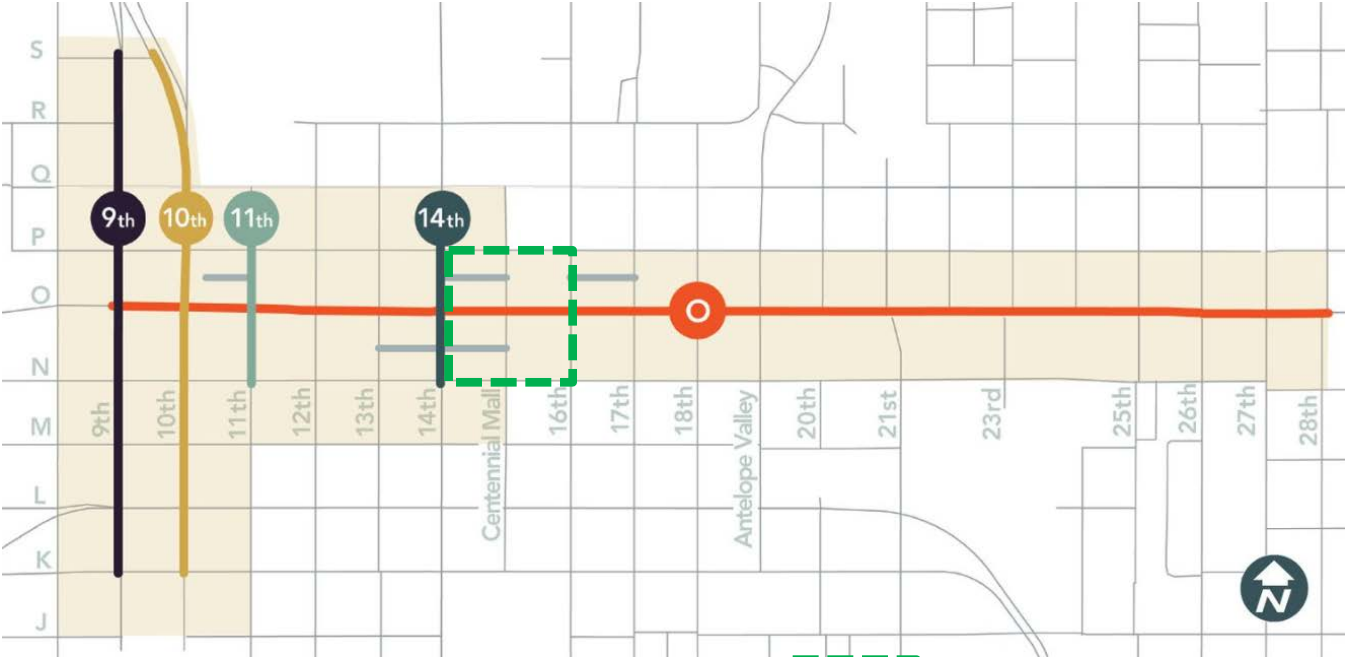 S
R
Q
9th 10th 11th 14th
P
O
O
N
M
9th 10th 11th 12th 13th 14th Centennial Mall 16th 17th 18th Antelope Valley 20th 21st 23rd 25th 26th 27th 28th
L
K
N
J